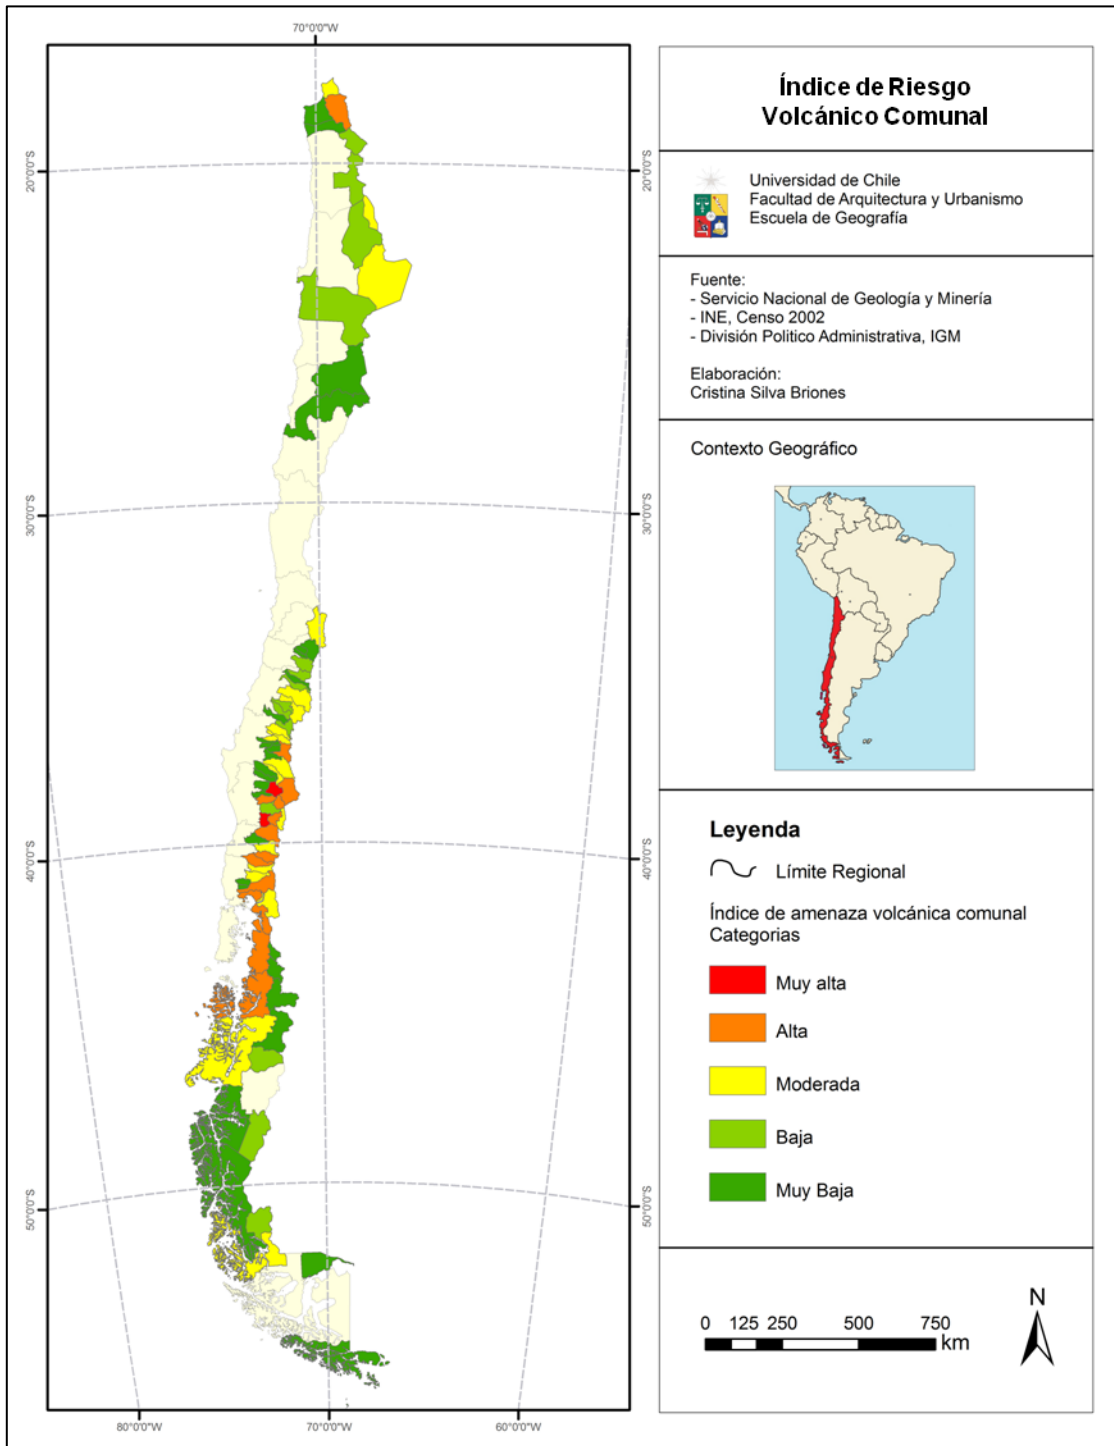 70°0'0"W
20°0'0"S
20°0'0"S
30°0'0"S
30°0'0"S
40°0'0"S
40°0'0"S
50°0'0"S
50°0'0"S
80°0'0"W
70°0'0"W
60°0'0"W
Índice de Riesgo
Volcánico Comunal
Universidad de Chile
Facultad de Arquitectura y Urbanismo
Escuela de Geografía
Fuente:
- Servicio Nacional de Geología y Minería
- INE, Censo 2002
- División Politico Administrativa, IGM
Elaboración:
Cristina Silva Briones
Contexto Geográfico
Leyenda
Límite Regional
Índice de amenaza volcánica comunal
Categorias
Muy alta
Alta
Moderada
Baja
Muy Baja
0 125 250 500 750
km
N